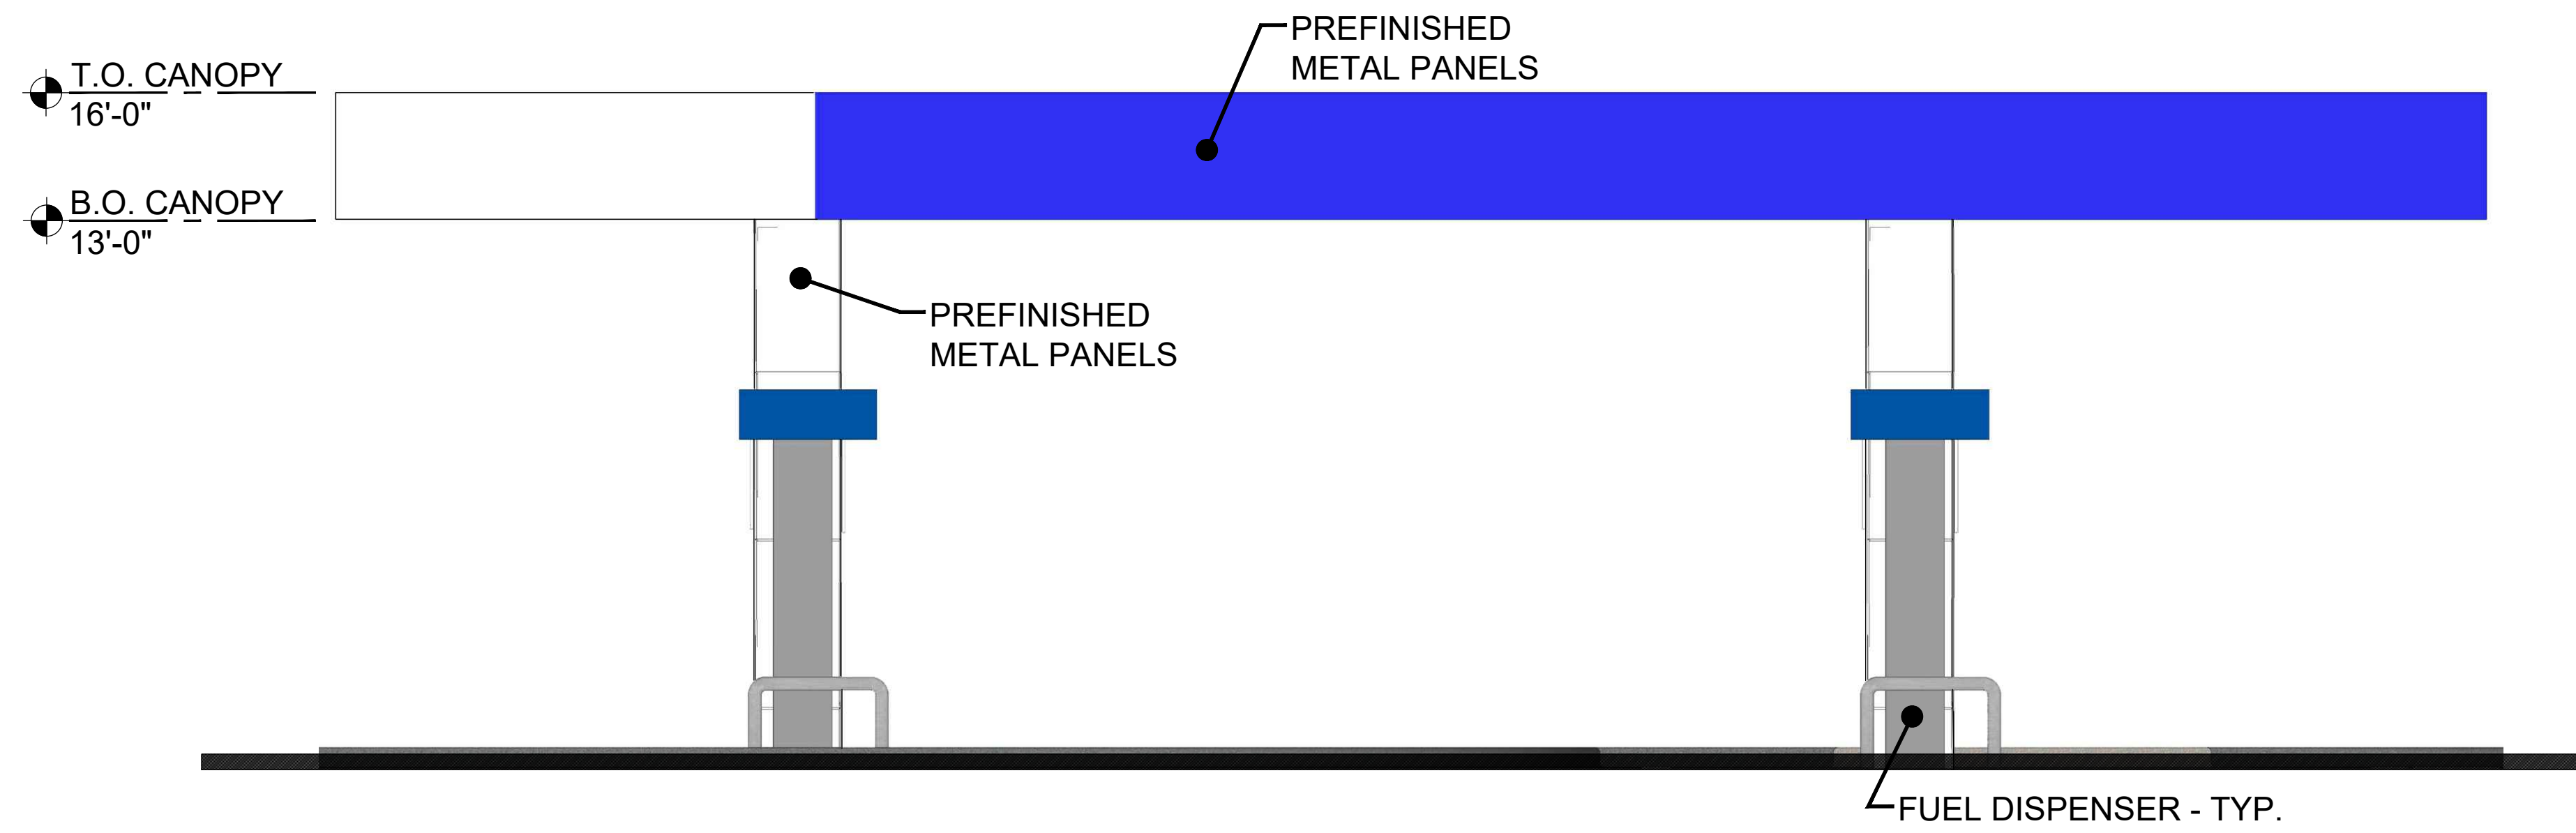 PREFINISHED
METAL PANELS
T.O. CANOPY
16'-0"
B.O. CANOPY
13'-0"
PREFINISHED
METAL PANELS
FUEL DISPENSER - TYP.